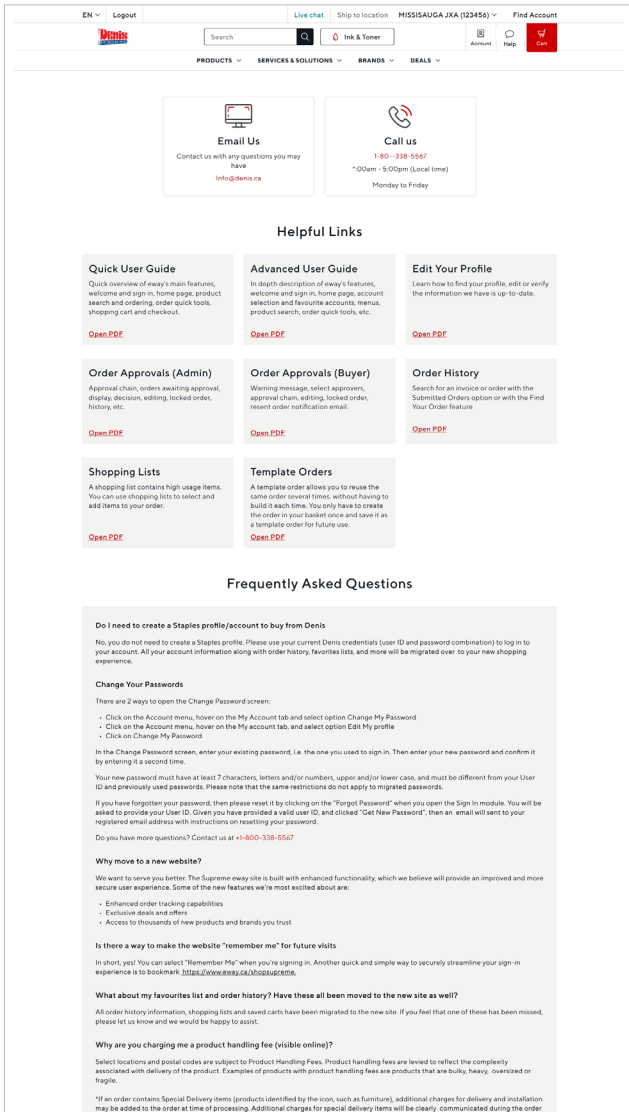 EN Logout Live chat Ship to location MISSISAUGA JXA (123456) Find Account
Denis
Search Ink & Toner Account Help Cart
PRODUCTS SERVICES & SOLUTIONS BRANDS DEALS
Email Us
Contact us with any questions you may
have
Info@denis.ca
Call us
1-80--338-5567
*:00am - 5:00pm (Local time)
Monday to Friday
Helpful Links
Quick User Guide
Quick overview of eway's main features,
welcome and sign in, home page, product
search and ordering, order quick tools,
shopping cart and checkout.
Open PDF
Advanced User Guide
In depth description of eway's features,
welcome and sign in, home page, account
selection and favourite accounts, menus,
product search, order quick tools, etc.
Open PDF
Edit Your Profile
Learn how to find your profile, edit or verify
the information we have is up-to-date.
Open PDF
Order Approvals (Admin)
Approval chain, orders awaiting approval,
display, decision, editing, locked order,
history, etc.
Open PDF
Order Approvals (Buyer)
Warning message, select approvers,
approval chain, editing, locked order,
resent order notification email.
Open PDF
Order History
Search for an invoice or order with the
Submitted Orders option or with the Find
Your Order feature
Open PDF
Shopping Lists
A shopping list contains high usage items.
You can use shopping lists to select and
add items to your order.
Open PDF
Template Orders
A template order allows you to reuse the
same order several times, without having to
build it each time. You only have to create
the order in your basket once and save it as
a template order for future use.
Open PDF
Frequently Asked Questions
Do I need to create a Staples profile/account to buy from Denis
No, you do not need to create a Staples profile. Please use your current Denis credentials (user ID and password combination) to log in to
your account. All your account information along with order history, favorites lists, and more will be migrated over to your new shopping
experience.
Change Your Passwords
There are 2 ways to open the Change Password screen:
• Click on the Account menu, hover on the My Account tab and select option Change My Password
• Click on the Account menu, hover on the My account tab, and select option Edit My profile
• Click on Change My Password
In the Change Password screen, enter your existing password, i.e. the one you used to sign in. Then enter your new password and confirm it
by entering it a second time.
Your new password must have at least 7 characters, letters and/or numbers, upper and/or lower case, and must be different from your User
ID and previously used passwords. Please note that the same restrictions do not apply to migrated passwords.
If you have forgotten your password, then please reset it by clicking on the "Forgot Password" when you open the Sign In module. You will be
asked to provide your User ID. Given you have provided a valid user ID, and clicked "Get New Password", then an email will sent to your
registered email address with instructions on resetting your password.
Do you have more questions? Contact us at +1-800-338-5567
Why move to a new website?
We want to serve you better. The Supreme eway site is built with enhanced functionality, which we believe will provide an improved and more
secure user experience. Some of the new features we're most excited about are:
• Enhanced order tracking capabilities
• Exclusive deals and offers
• Access to thousands of new products and brands you trust
Is there a way to make the website "remember me" for future visits
In short, yes! You can select "Remember Me" when you're signing in. Another quick and simple way to securely streamline your sign-in
experience is to bookmark https://www.eway.ca/shopsupreme.
What about my favourites list and order history? Have these all been moved to the new site as well?
All order history information, shopping lists and saved carts have been migrated to the new site. If you feel that one of these has been missed,
please let us know and we would be happy to assist.
Why are you charging me a product handling fee (visible online)?
Select locations and postal codes are subject to Product Handling Fees. Product handling fees are levied to reflect the complexity
associated with delivery of the product. Examples of products with product handling fees are products that are bulky, heavy, oversized or
fragile.
*If an order contains Special Delivery items (products identified by the icon, such as furniture), additional charges for delivery and installation
may be added to the order at time of processing. Additional charges for special delivery items will be clearly communicated during the order